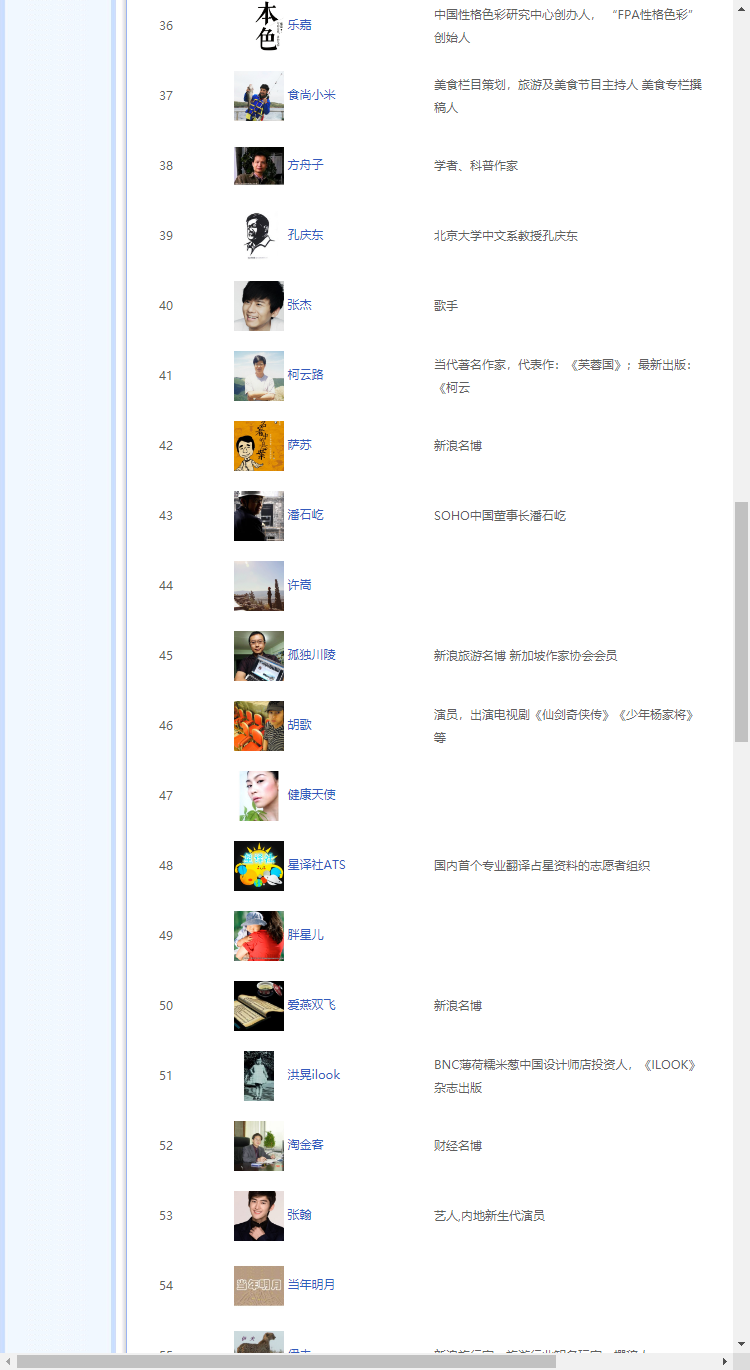 本色
36 乐嘉 中国性格色彩研究中心创办人， “FPA性格色彩”
创始人
37 食尚小米 美食栏目策划，旅游及美食节目主持人 美食专栏撰
稿人
38 方舟子 学者、科普作家
39 孔庆东 北京大学中文系教授孔庆东
40 张杰 歌手
41 柯云路 当代著名作家，代表作：《芙蓉国》；最新出版：
《柯云
42 萨苏 新浪名博
43 潘石屹 SOHO中国董事长潘石屹
44 许嵩
45 孤独川陵 新浪旅游名博 新加坡作家协会会员
46 胡歌 演员，出演电视剧《仙剑奇侠传》《少年杨家将》
等
47 健康天使
48 星译社ATS 国内首个专业翻译占星资料的志愿者组织
49 胖星儿
50 爱燕双飞 新浪名博
51 洪晃ilook BNC薄荷糯米葱中国设计师店投资人，《ILOOK》
杂志出版
52 淘金客 财经名博
53 张翰 艺人,内地新生代演员
54 当年明月 当年明月